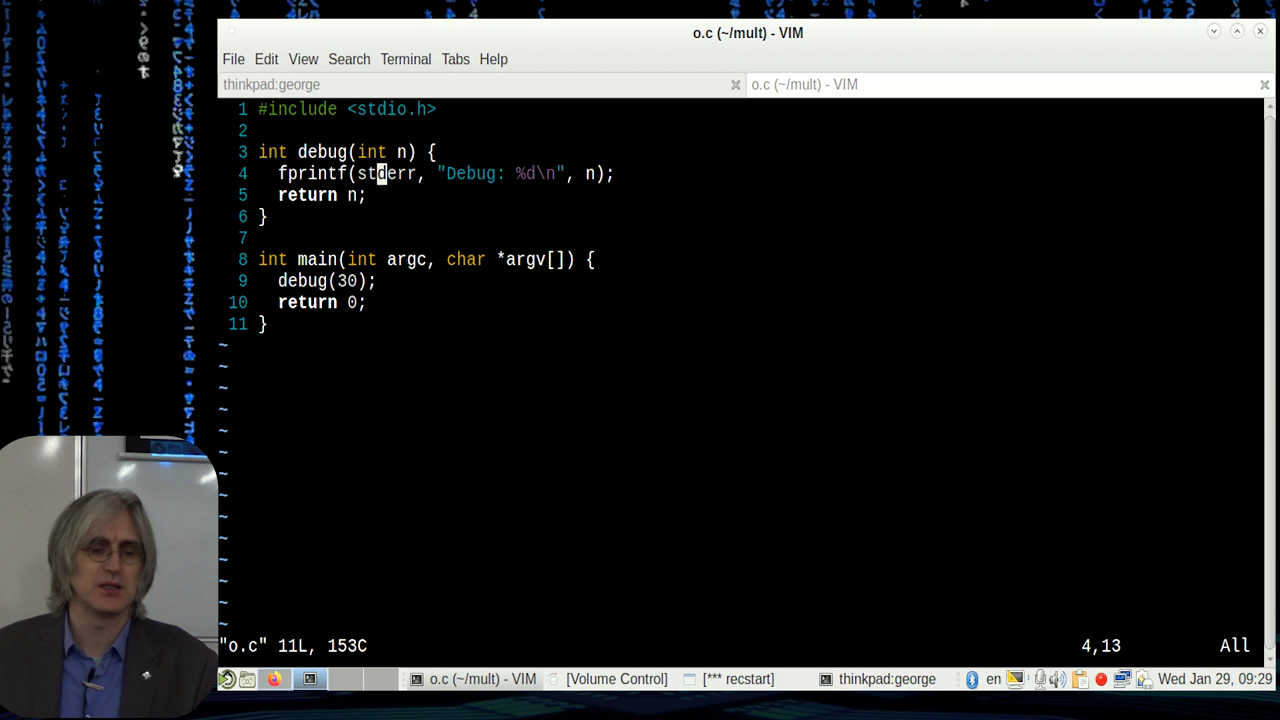 o.c (~/mult) - VIM
File Edit View Search Terminal Tabs Help
thinkpad:george
o.c (~/mult) - VIM
1 #include <stdio.h>
2
3 int debug(int n) {
4 fprintf(stderr, "Debug: %d\n", n);
5 return n;
6 }
7
8 int main(int argc, char *argv[]) {
9 debug(30);
10 return 0;
11 }
~
~
~
~
~
~
~
~
~
~
~
~
~
~
"o.c" 11L, 153C 4,13 All
o.c (~/mult) - VIM [Volume Control] [*** recstart] thinkpad:george en Wed Jan 29, 09:29